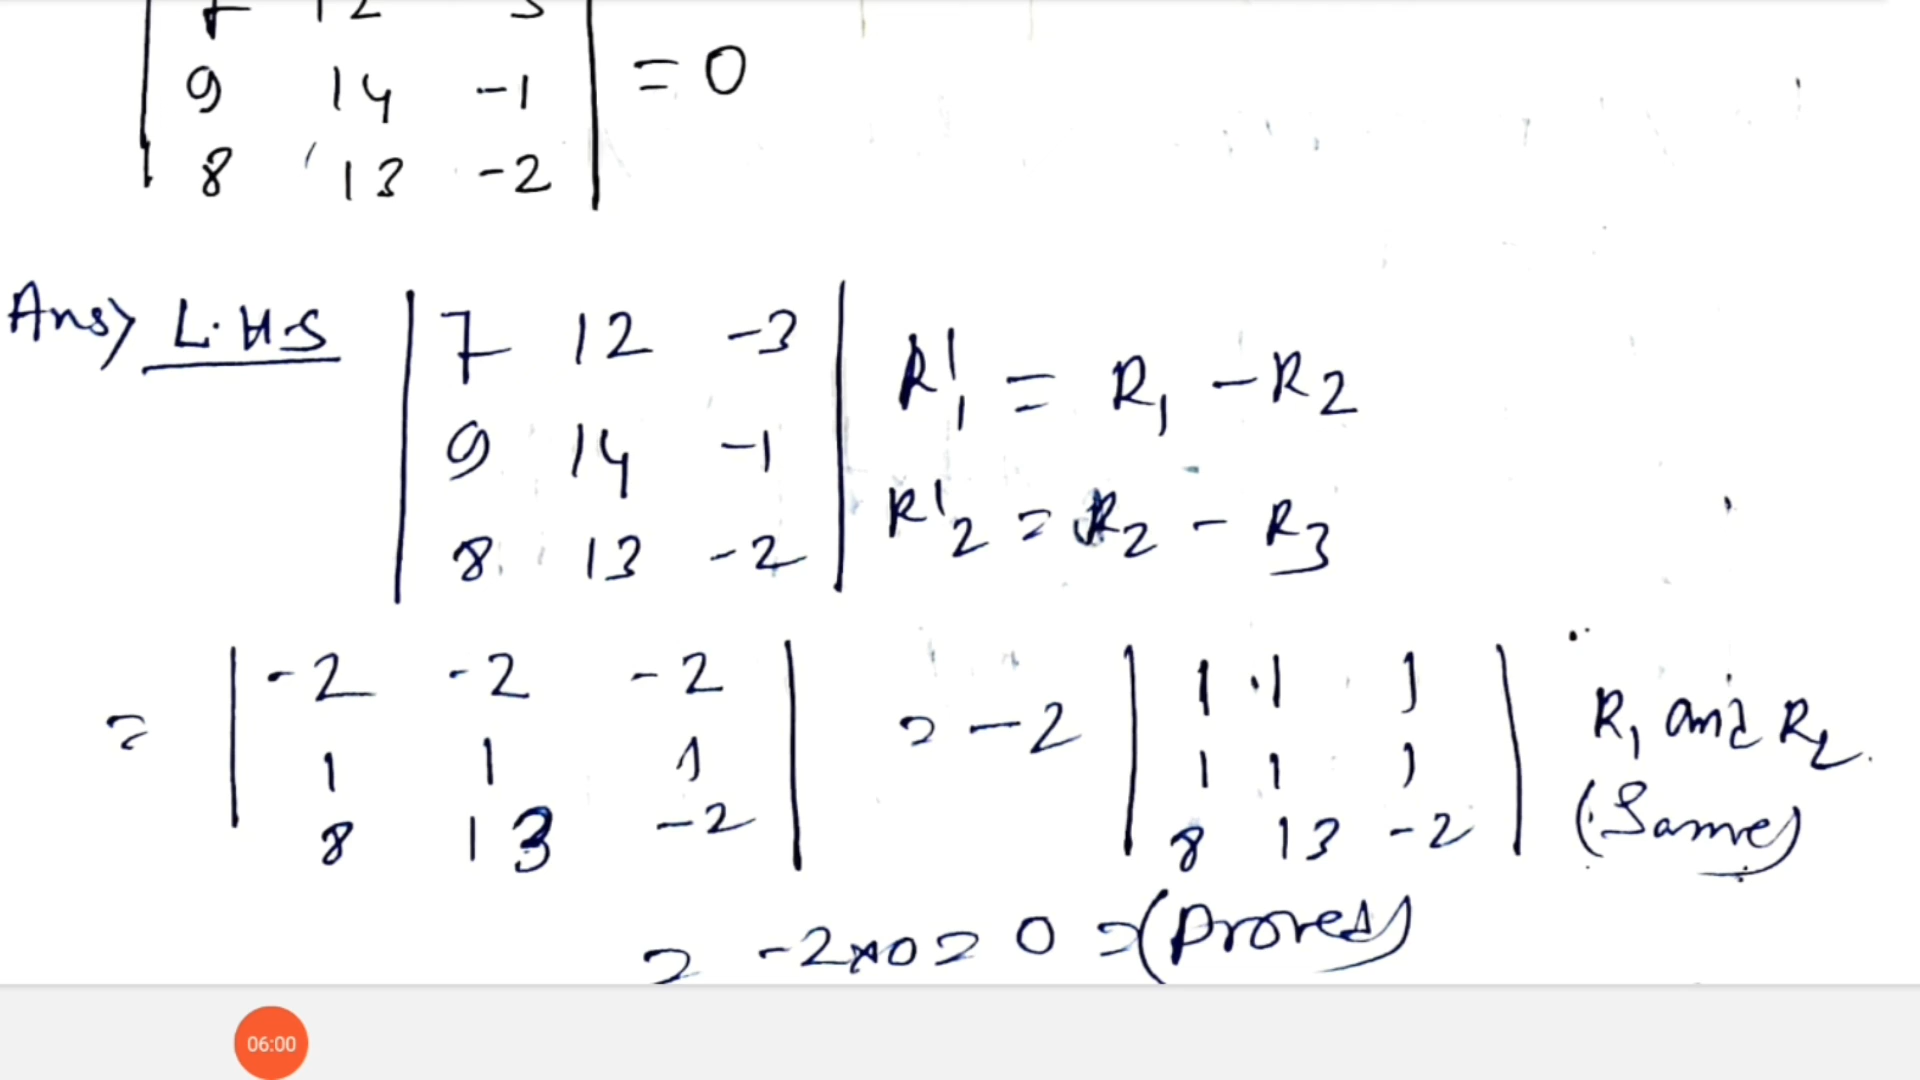 9 14 -1 = 0
8 13 -2
Ans) L.H.S
7 12 -3
9 14 -1
8 13 -2
R'1 = R1 - R2
R'2 = R2 - R3
= -2 -2 -2
1 1 1
8 13 -2
= -2
1 1 1
1 1 1
8 13 -2
R1 and R2
(Same)
= -2×0 = 0 = (Proved)
06:00